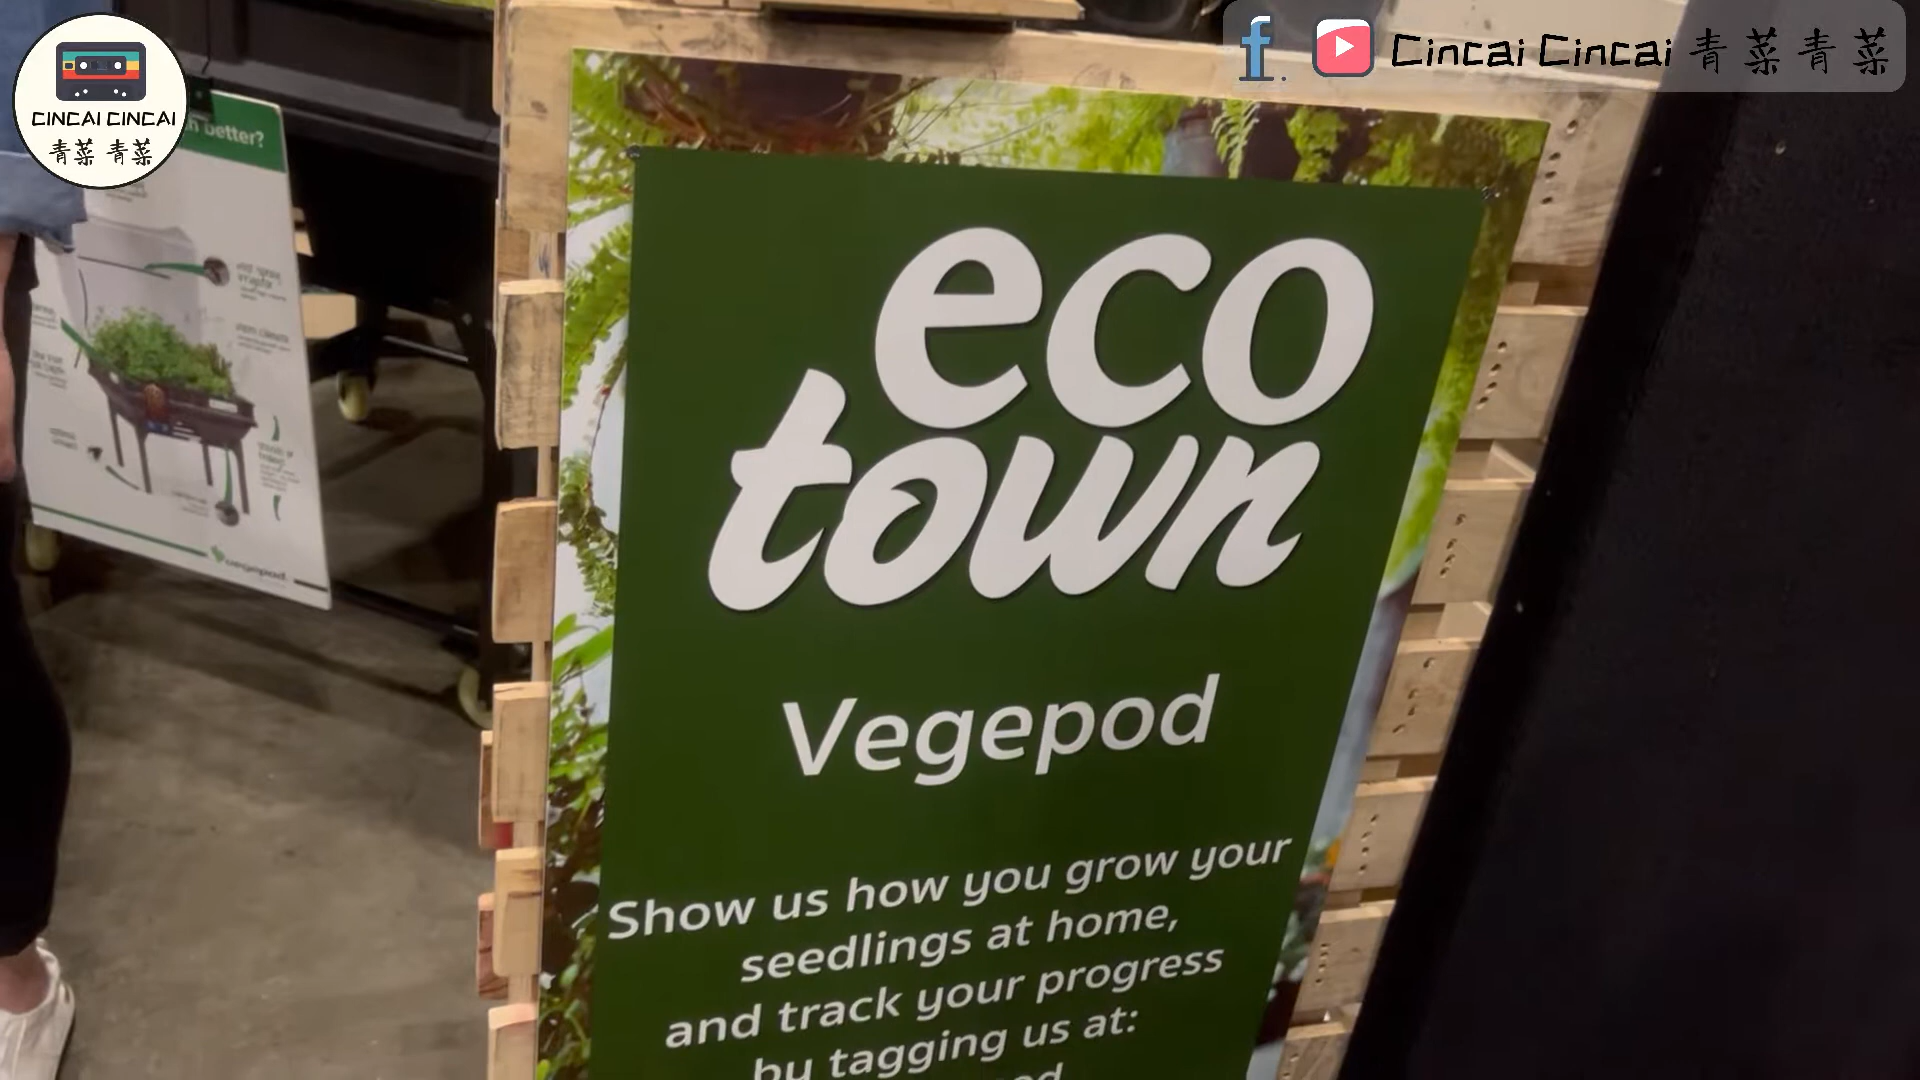 CINCAI CINCAI
青菜 青菜
f. Cincai Cincai 青菜青菜
better?
vegepod
eco
town
Vegepod
Show us how you grow your
seedlings at home,
and track your progress
by tagging us at: